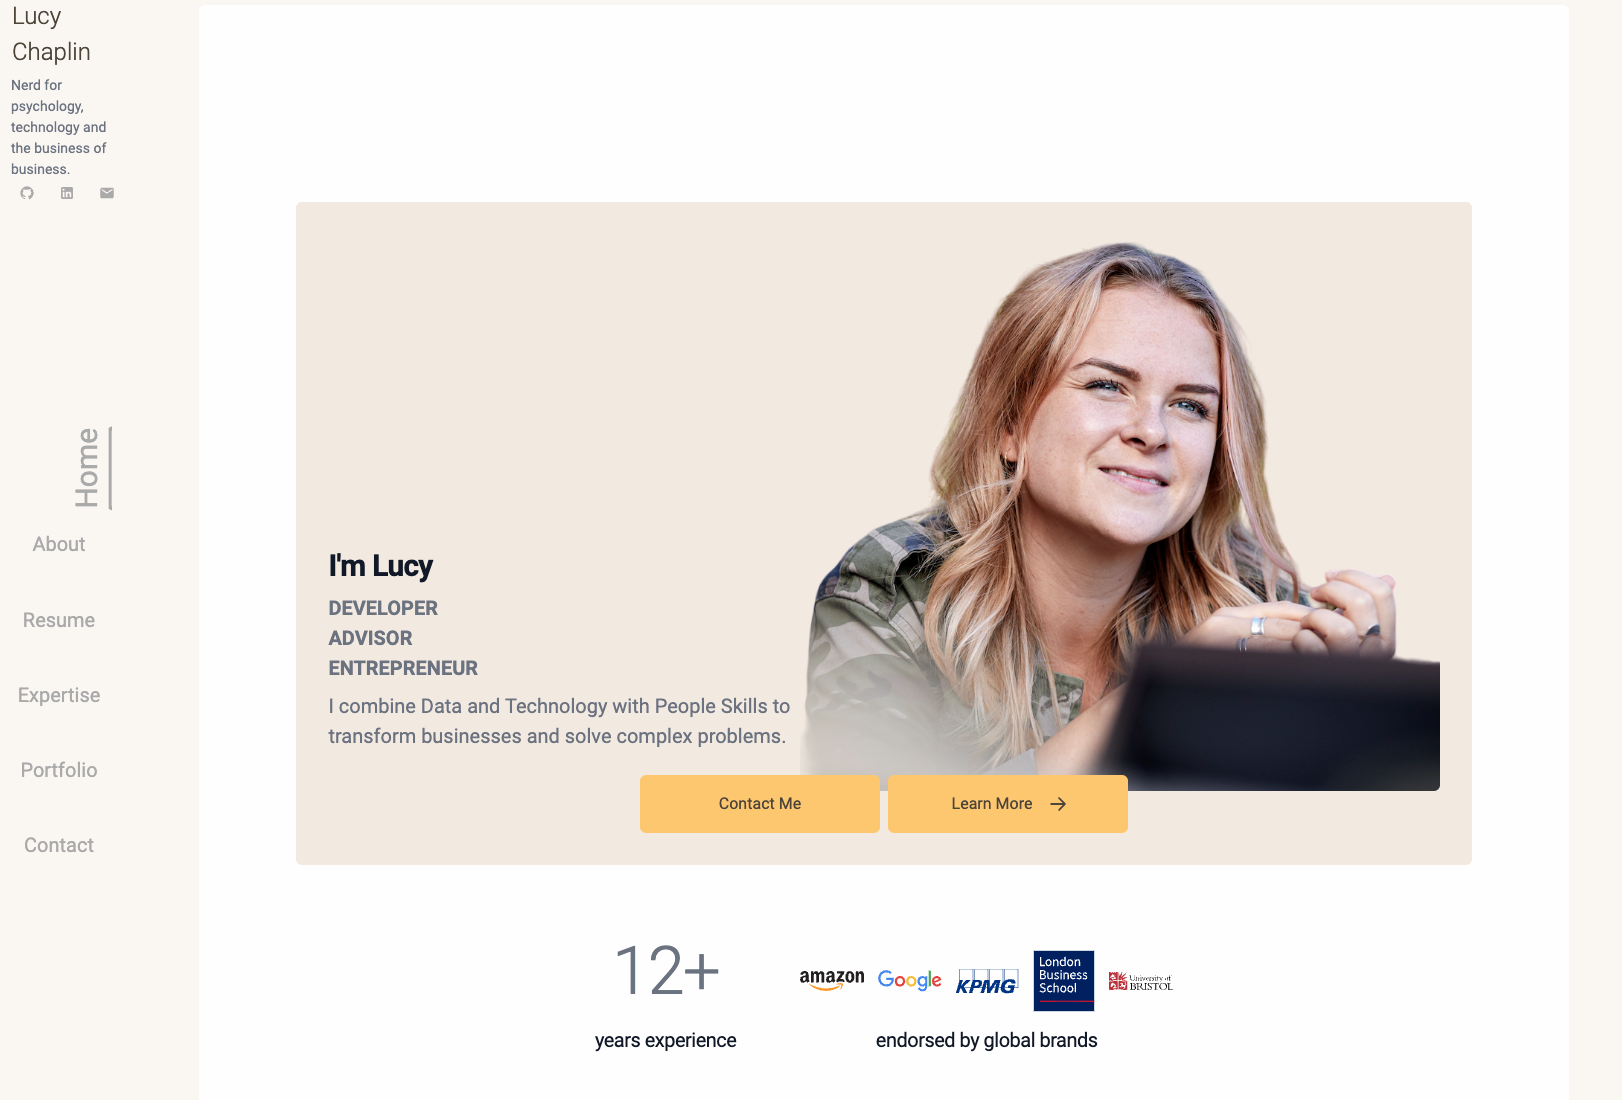 Lucy
Chaplin
Nerd for
psychology,
technology and
the business of
business.
Home
About
Resume
Expertise
Portfolio
Contact
I'm Lucy
DEVELOPER
ADVISOR
ENTREPRENEUR
I combine Data and Technology with People Skills to
transform businesses and solve complex problems.
Contact Me
Learn More →
12+
years experience
amazon
Google
KPMG
London
Business
School
University of
BRISTOL
endorsed by global brands